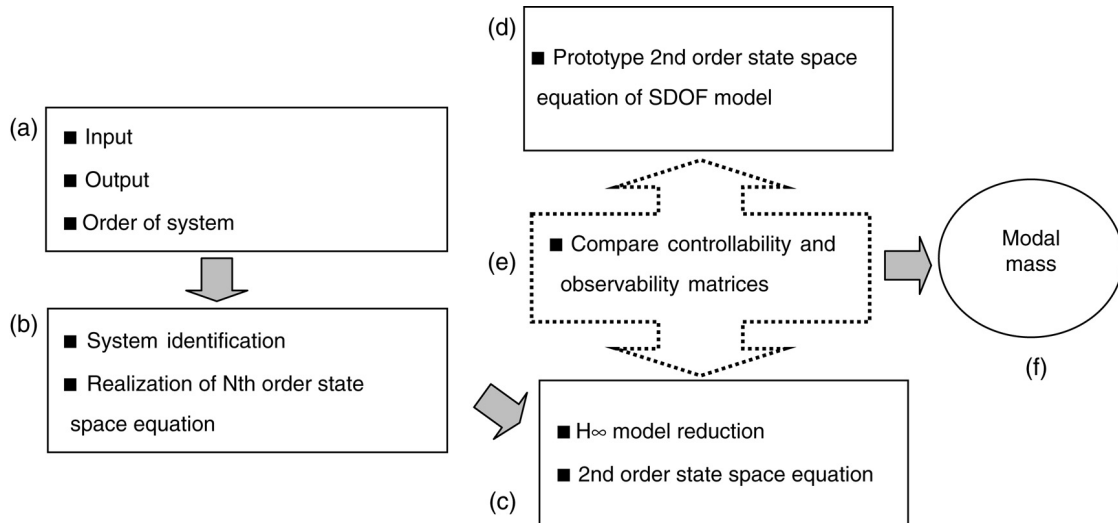 (a)
■ Input
■ Output
■ Order of system
(b)
■ System identification
■ Realization of Nth order state
space equation
(c)
■ H∞ model reduction
■ 2nd order state space equation
(d)
■ Prototype 2nd order state space
equation of SDOF model
(e)
■ Compare controllability and
observability matrices
Modal
mass
(f)